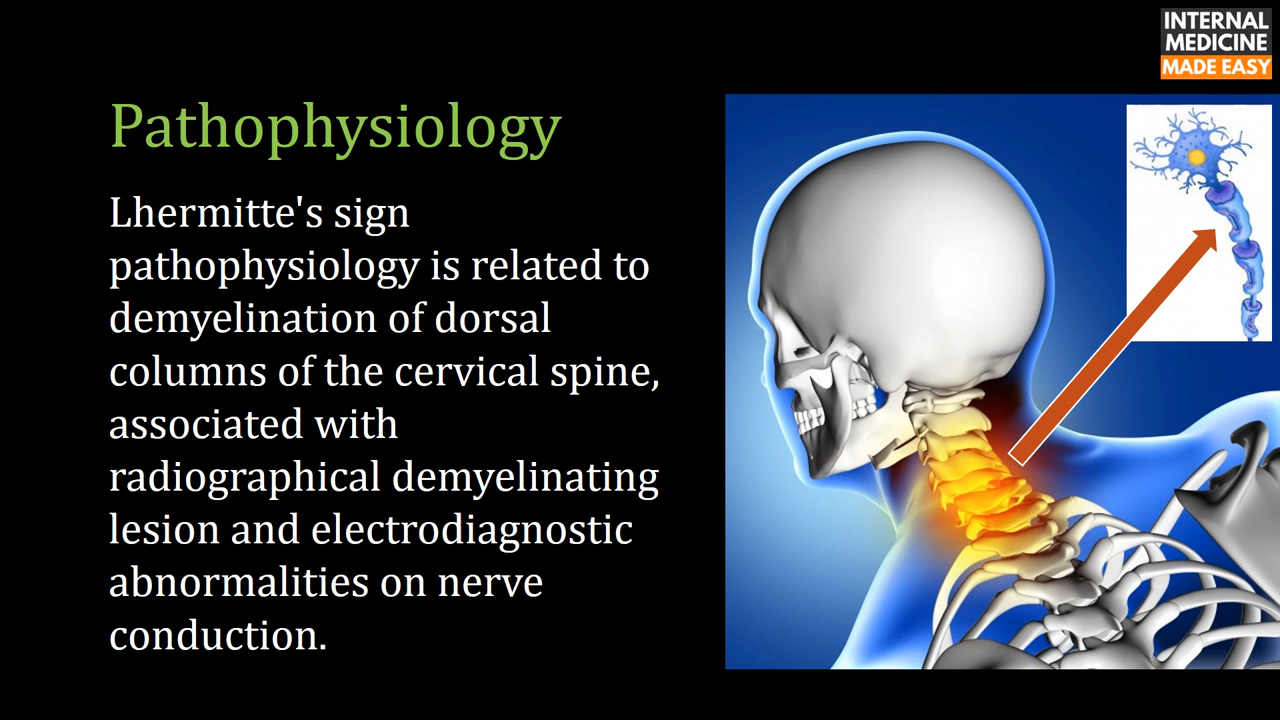 INTERNAL
MEDICINE
MADE EASY
Pathophysiology
Lhermitte's sign
pathophysiology is related to
demyelination of dorsal
columns of the cervical spine,
associated with
radiographical demyelinating
lesion and electrodiagnostic
abnormalities on nerve
conduction.